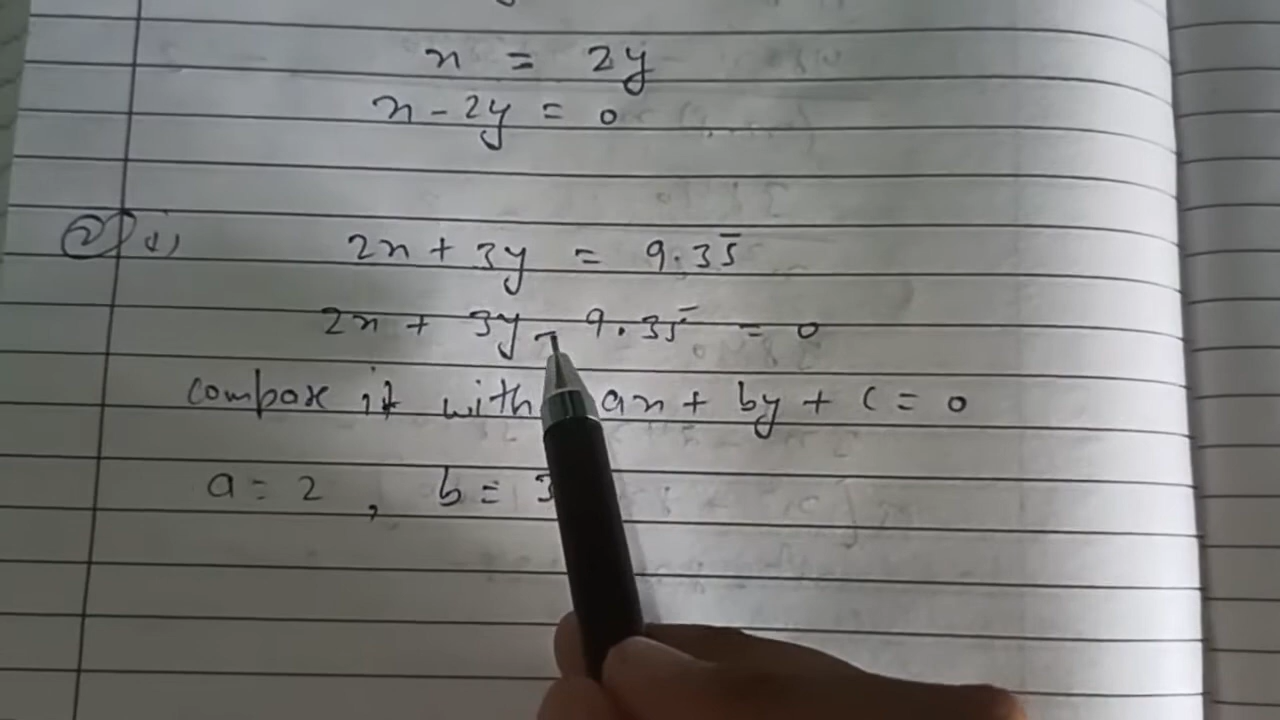 x = 2y
x - 2y = 0
② i) 2x + 3y = 9.35̅
2x + 3y - 9.35̅ = 0
compare it with ax + by + c = 0
a = 2 , b = 3